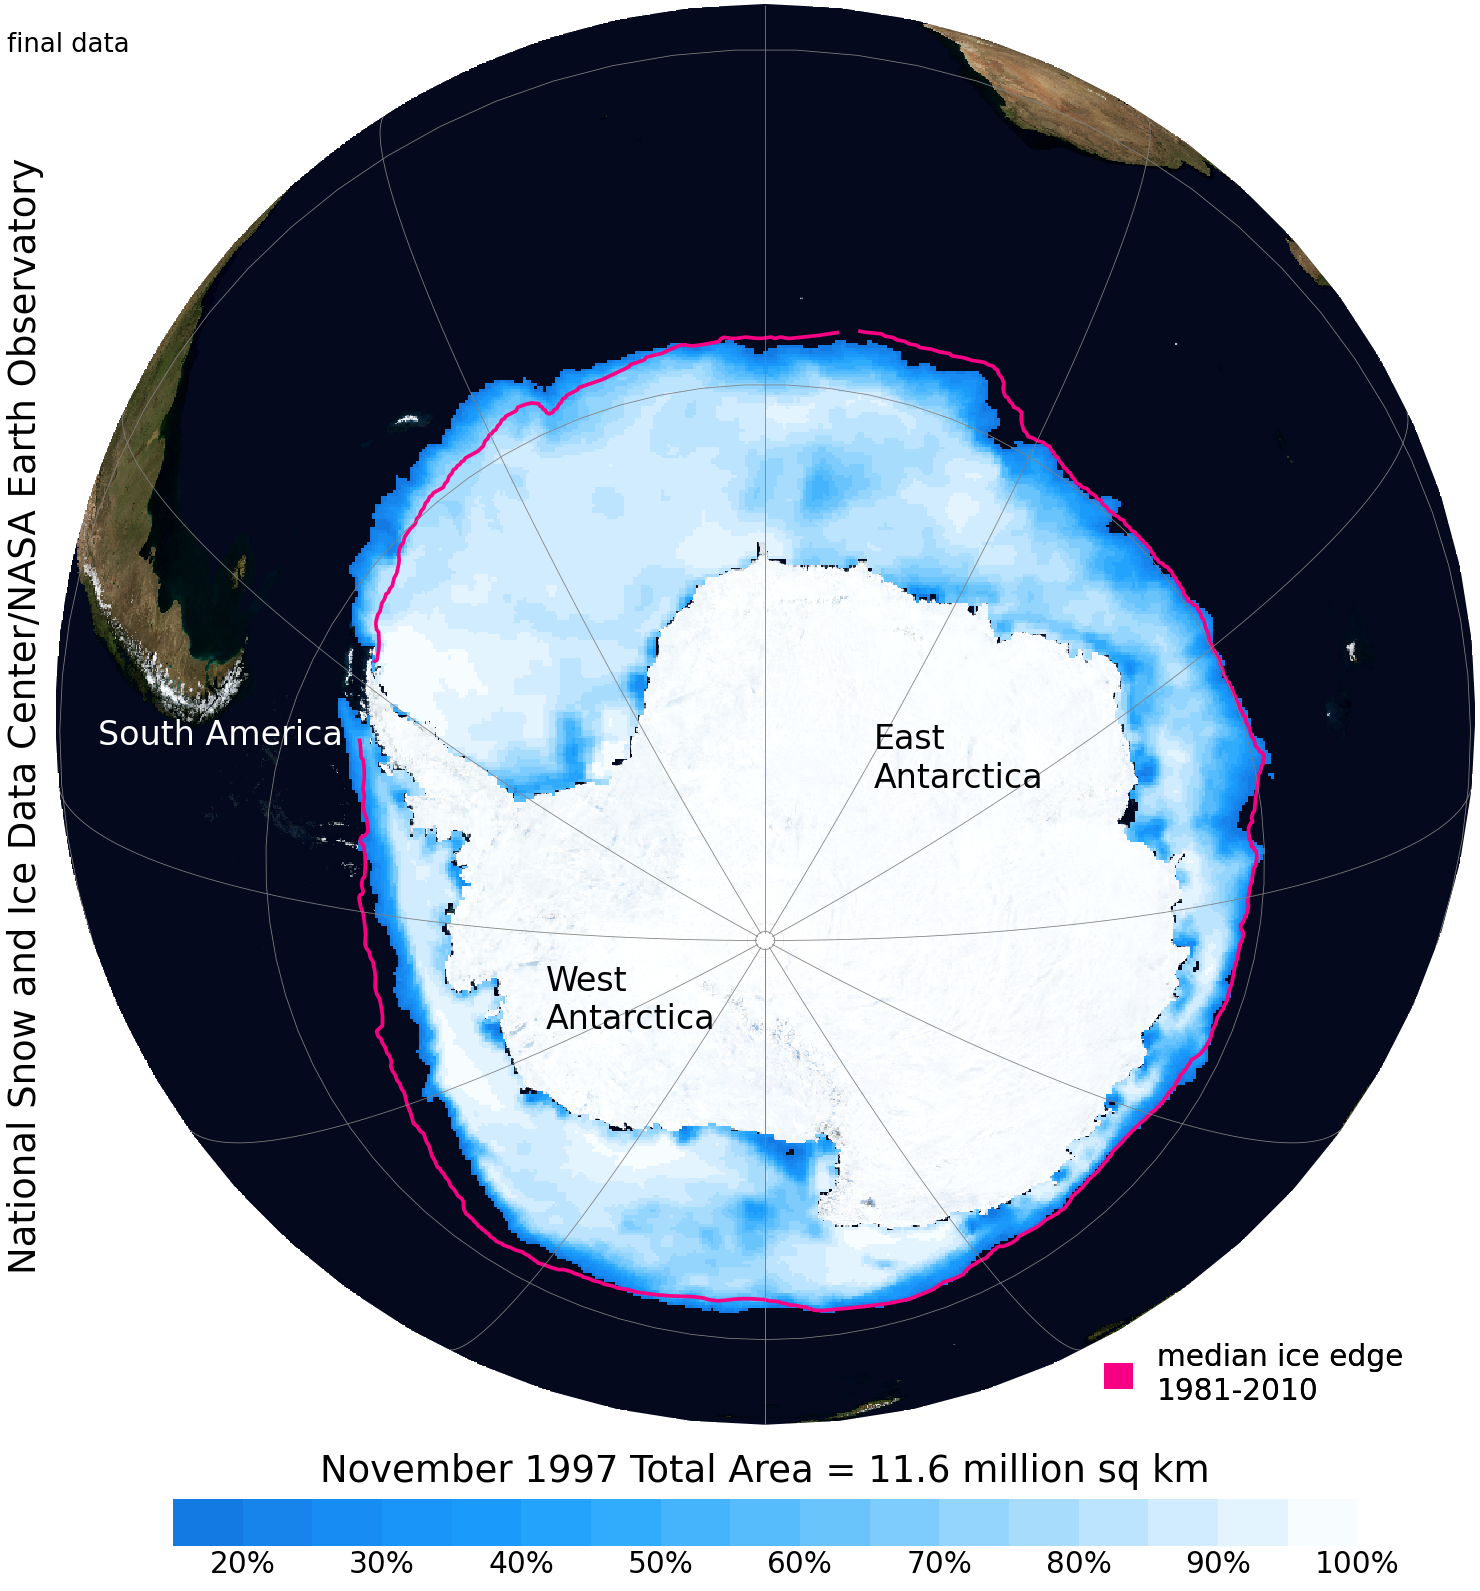 final data
National Snow and Ice Data Center/NASA Earth Observatory
South America
East
Antarctica
West
Antarctica
median ice edge
1981-2010
November 1997 Total Area = 11.6 million sq km
20% 30% 40% 50% 60% 70% 80% 90% 100%